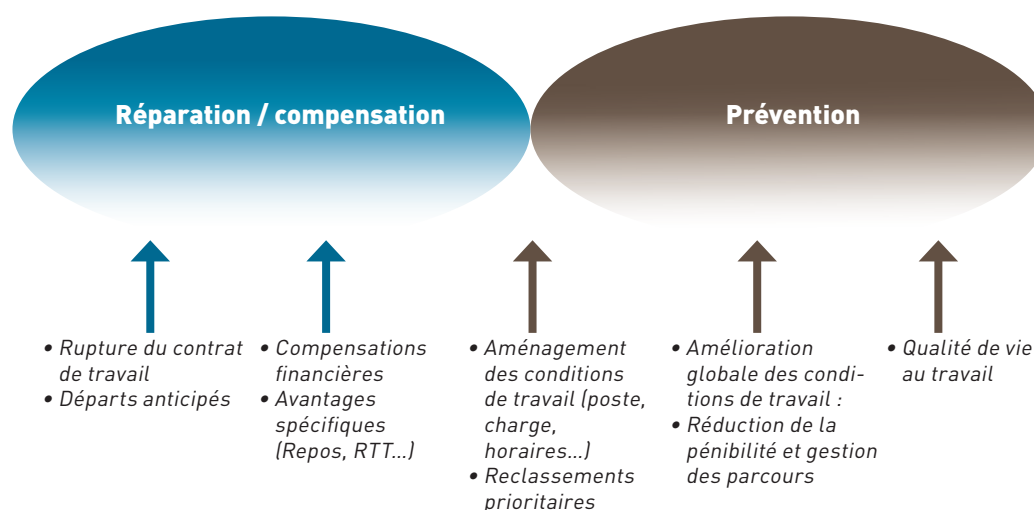 Réparation / compensation
Prévention
• Rupture du contrat
de travail
• Départs anticipés
• Compensations
financières
• Avantages
spécifiques
(Repos, RTT...)
• Aménagement
des conditions
de travail (poste,
charge,
horaires...)
• Reclassements
prioritaires
• Amélioration
globale des condi-
tions de travail :
• Réduction de la
pénibilité et gestion
des parcours
• Qualité de vie
au travail